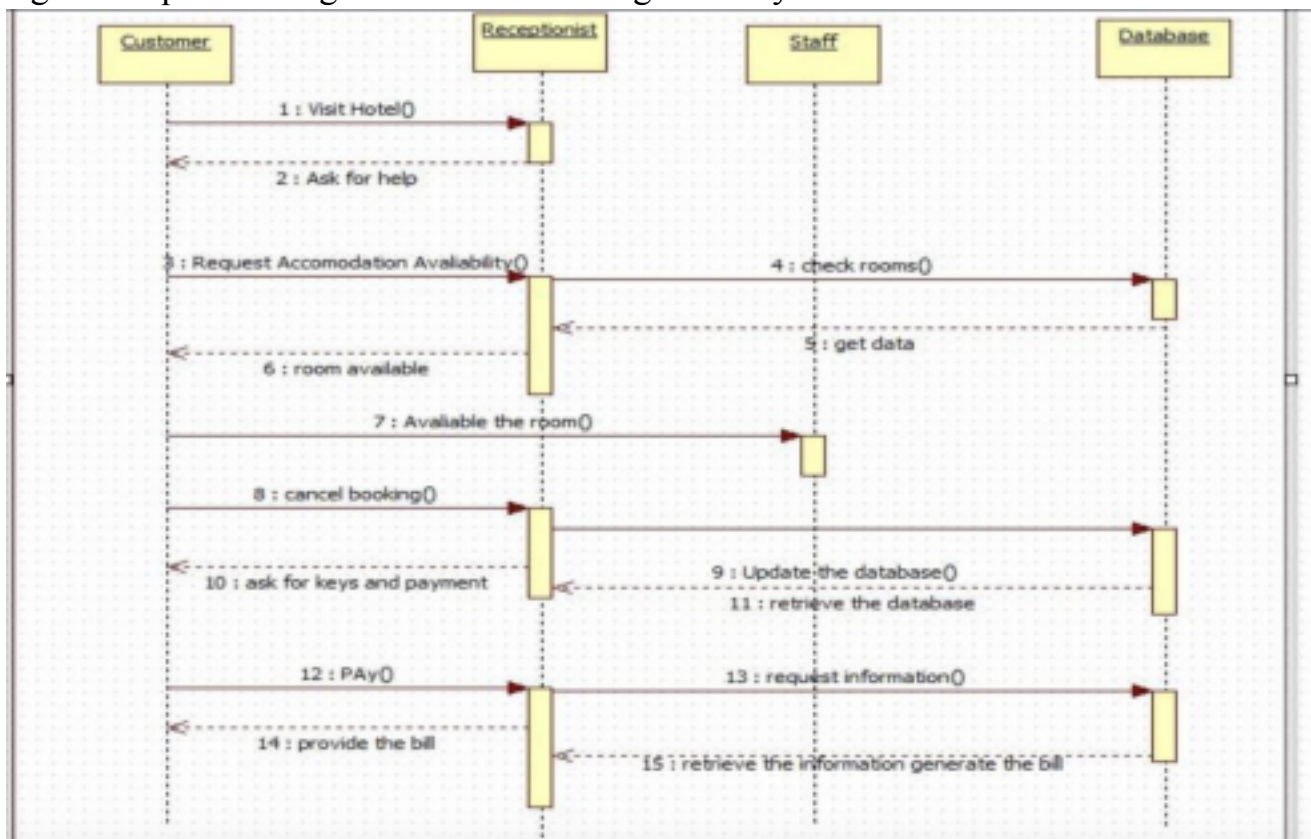 Customer
Receptionist
Staff
Database
1 : Visit Hotel()
2 : Ask for help
: Request Accomodation Avaliability()
4 : check rooms()
5 : get data
6 : room available
7 : Avaliable the room()
8 : cancel booking()
9 : Update the database()
10 : ask for keys and payment
11 : retrieve the database
12 : PAy()
13 : request information()
14 : provide the bill
15 : retrieve the information generate the bill